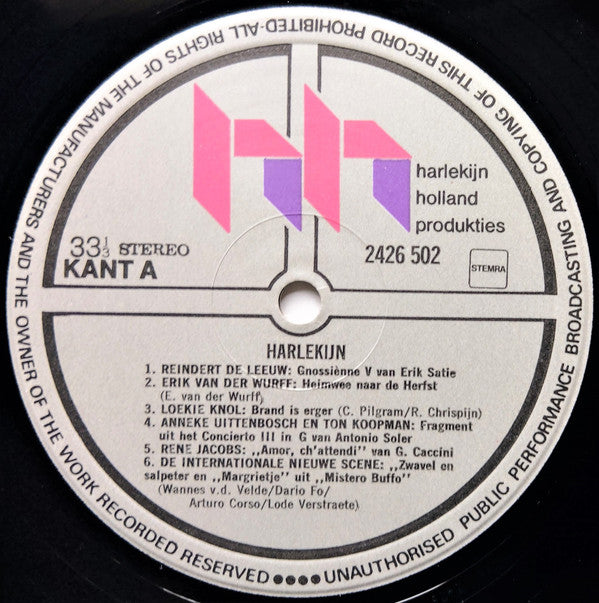 UNAUTHORISED PUBLIC PERFORMANCE BROADCASTING AND COPYING OF THIS RECORD PROHIBITED-ALL RIGHTS OF THE MANUFACTURERS AND THE OWNER OF THE WORK RECORDED RESERVED ●●●●
harlekijn
holland
produkties
33⅓ STEREO
KANT A
2426 502
STEMRA
HARLEKIJN
1. REINDERT DE LEEUW: Gnossiènne V van Erik Satie
2. ERIK VAN DER WURFF: Heimwee naar de Herfst
(E. van der Wurff)
3. LOEKIE KNOL: Brand is erger (C. Pilgram/R. Chrispijn)
4. ANNEKE UITTENBOSCH EN TON KOOPMAN: Fragment
uit het Concierto III in G van Antonio Soler
5. RENE JACOBS: ,,Amor, ch'attendi” van G. Caccini
6. DE INTERNATIONALE NIEUWE SCENE: ,,Zwavel en
salpeter en ,,Margrietje” uit ,,Mistero Buffo”
(Wannes v.d. Velde/Dario Fo/
Arturo Corso/Lode Verstraete)